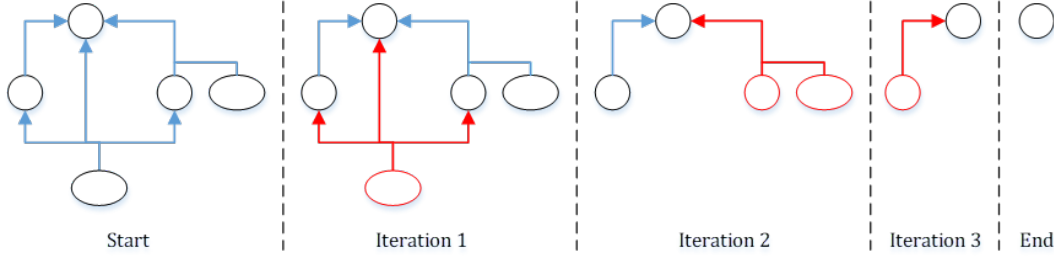 Start
Iteration 1
Iteration 2
Iteration 3
End